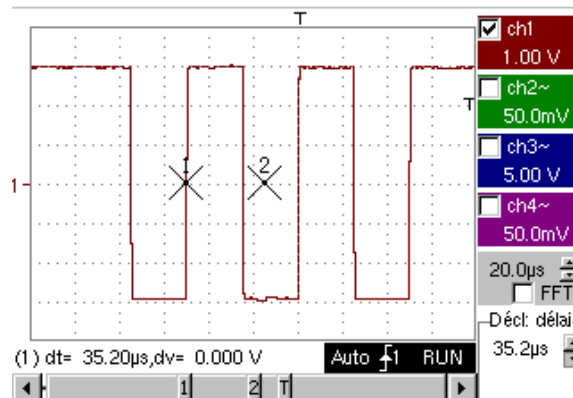 T
ch1
1.00 V
ch2~
50.0mV
T
ch3~
5.00 V
ch4~
50.0mV
1
2
1
20.0µs
FFT
Décl: délai
35.2µs
(1) dt= 35.20µs,dv= 0.000 V
Auto 1 RUN
1 2 T